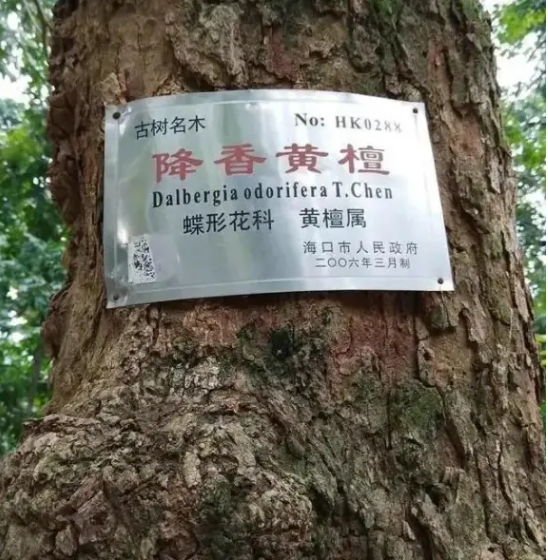 古树名木 No: HK0288
降香黄檀
Dalbergia odorifera T.Chen
蝶形花科 黄檀属
海口市人民政府
二〇〇六年三月制